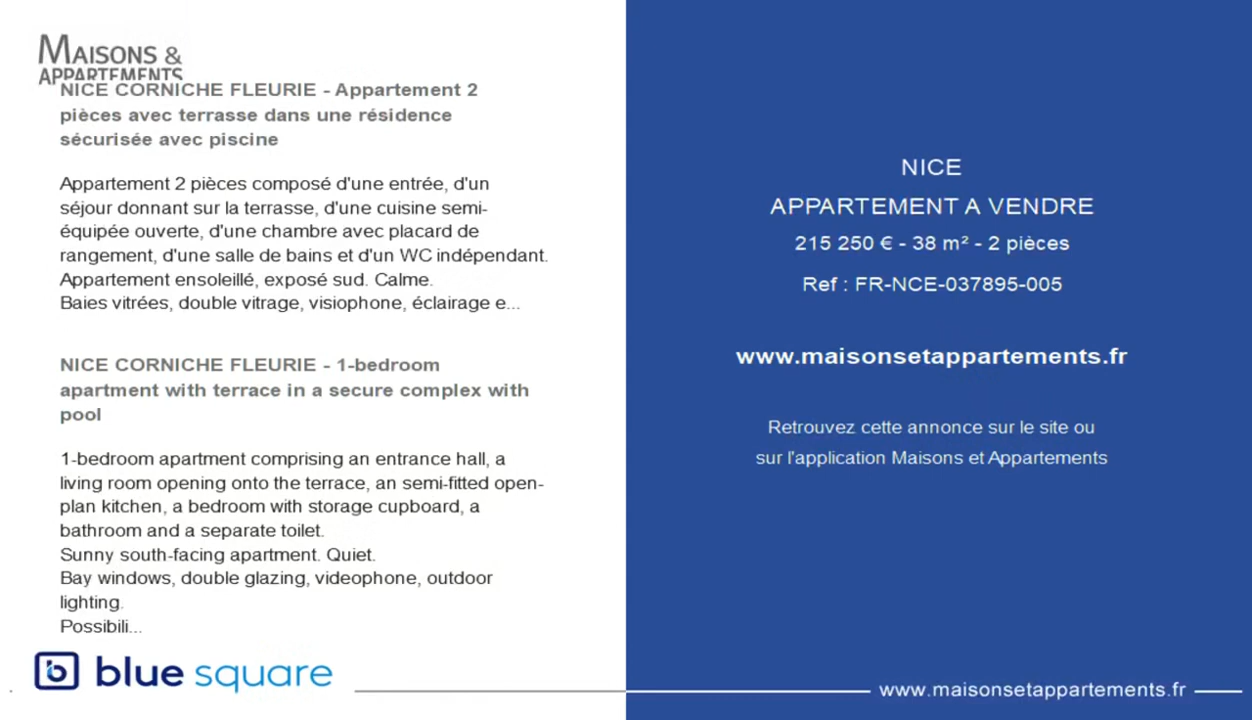 MAISONS &
APPARTEMENTS
NICE CORNICHE FLEURIE - Appartement 2
pièces avec terrasse dans une résidence
sécurisée avec piscine
Appartement 2 pièces composé d'une entrée, d'un
séjour donnant sur la terrasse, d'une cuisine semi-
équipée ouverte, d'une chambre avec placard de
rangement, d'une salle de bains et d'un WC indépendant.
Appartement ensoleillé, exposé sud. Calme.
Baies vitrées, double vitrage, visiophone, éclairage e...
NICE CORNICHE FLEURIE - 1-bedroom
apartment with terrace in a secure complex with
pool
1-bedroom apartment comprising an entrance hall, a
living room opening onto the terrace, an semi-fitted open-
plan kitchen, a bedroom with storage cupboard, a
bathroom and a separate toilet.
Sunny south-facing apartment. Quiet.
Bay windows, double glazing, videophone, outdoor
lighting.
Possibili...
blue square
NICE
APPARTEMENT A VENDRE
215 250 € - 38 m² - 2 pièces
Ref : FR-NCE-037895-005
www.maisonsetappartements.fr
Retrouvez cette annonce sur le site ou
sur l'application Maisons et Appartements
www.maisonsetappartements.fr